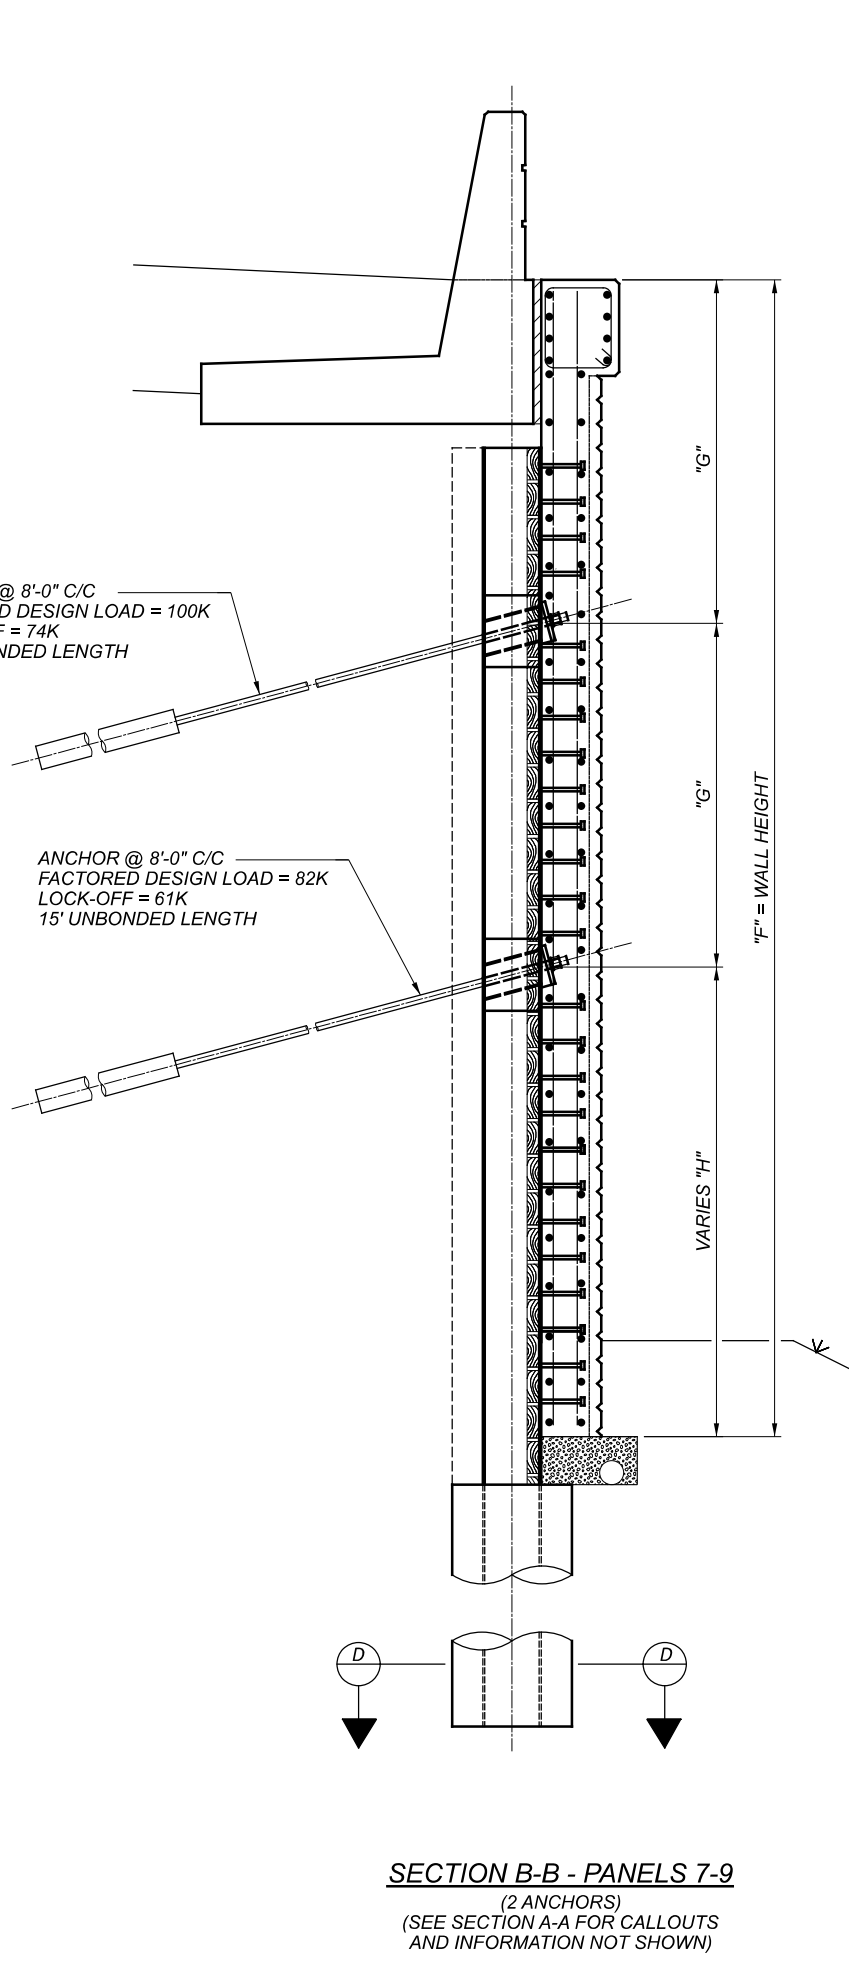 "G"
@ 8'-0" C/C
D DESIGN LOAD = 100K
= 74K
LENGTH
"G"
"F" = WALL HEIGHT
ANCHOR @ 8'-0" C/C
FACTORED DESIGN LOAD = 82K
LOCK-OFF = 61K
15' UNBONDED LENGTH
VARIES "H"
D
D
SECTION B-B - PANELS 7-9
(2 ANCHORS)
(SEE SECTION A-A FOR CALLOUTS
AND INFORMATION NOT SHOWN)